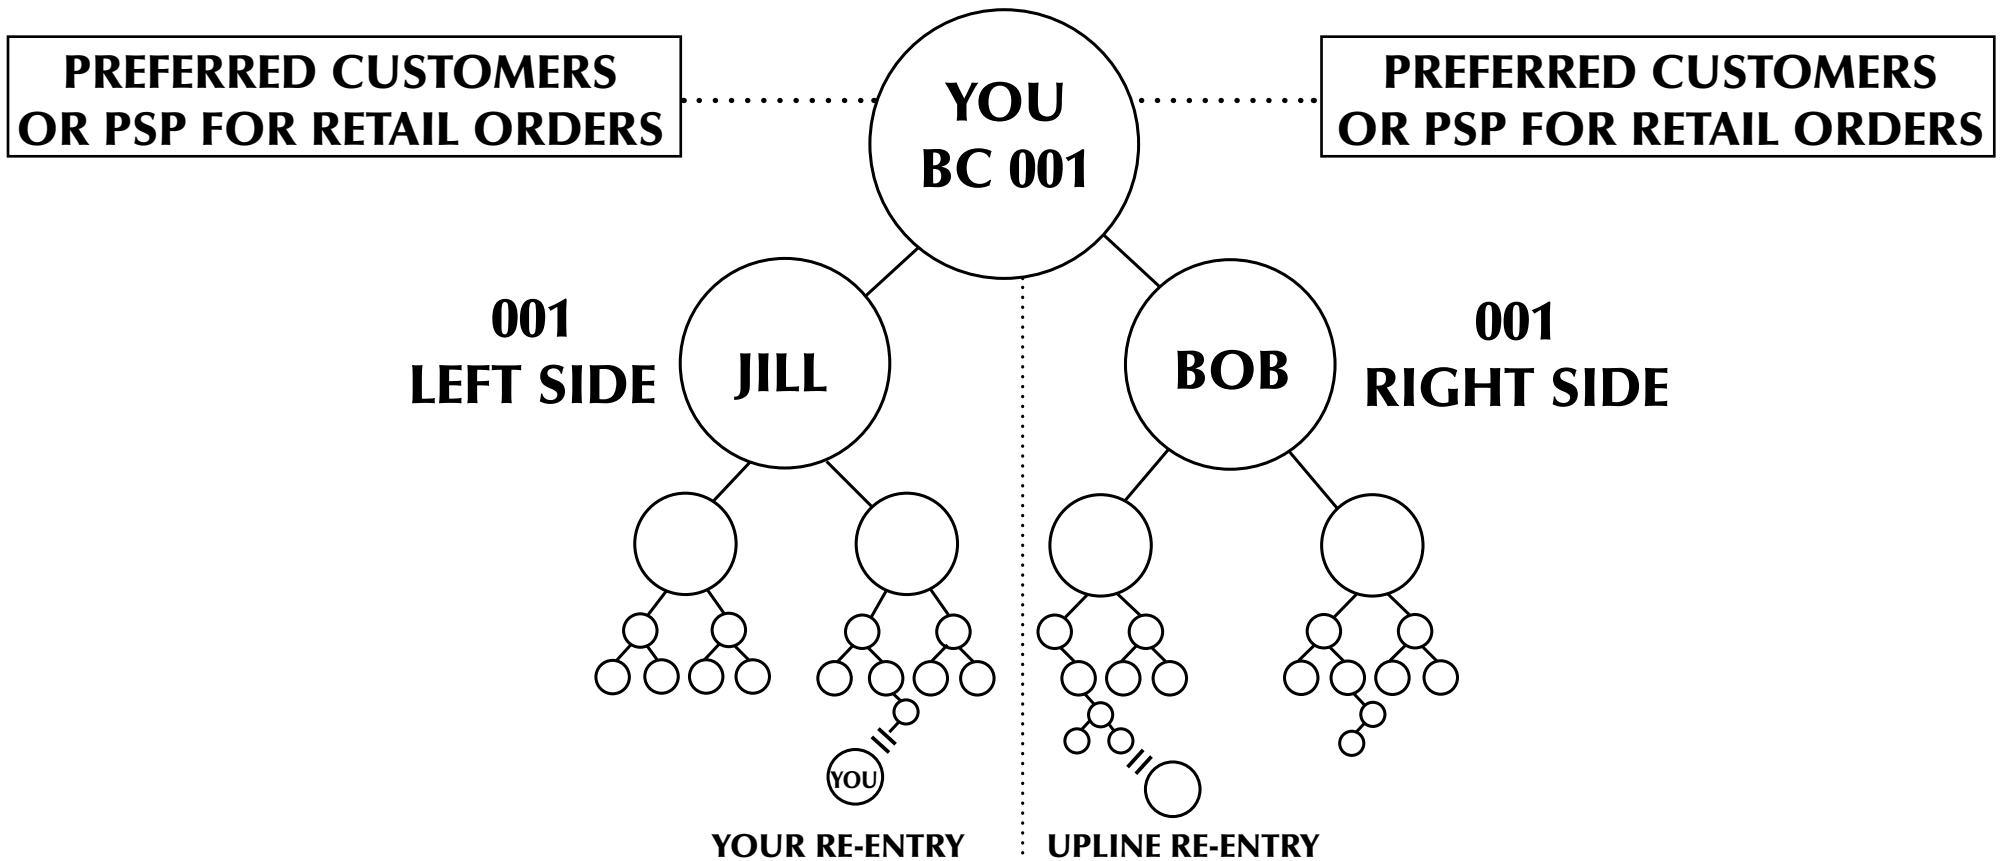 PREFERRED CUSTOMERS
OR PSP FOR RETAIL ORDERS
YOU
BC 001
PREFERRED CUSTOMERS
OR PSP FOR RETAIL ORDERS
001
LEFT SIDE
JILL
BOB
001
RIGHT SIDE
YOU
YOUR RE-ENTRY
UPLINE RE-ENTRY